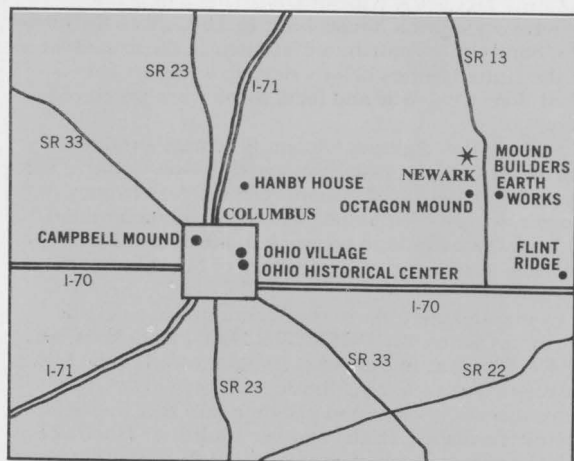 SR 23
I-71
SR 13
SR 33
HANBY HOUSE
NEWARK
OCTAGON MOUND
MOUND
BUILDERS
EARTH
WORKS
COLUMBUS
CAMPBELL MOUND
OHIO VILLAGE
OHIO HISTORICAL CENTER
FLINT
RIDGE
I-70
I-70
I-71
SR 23
SR 33
SR 22